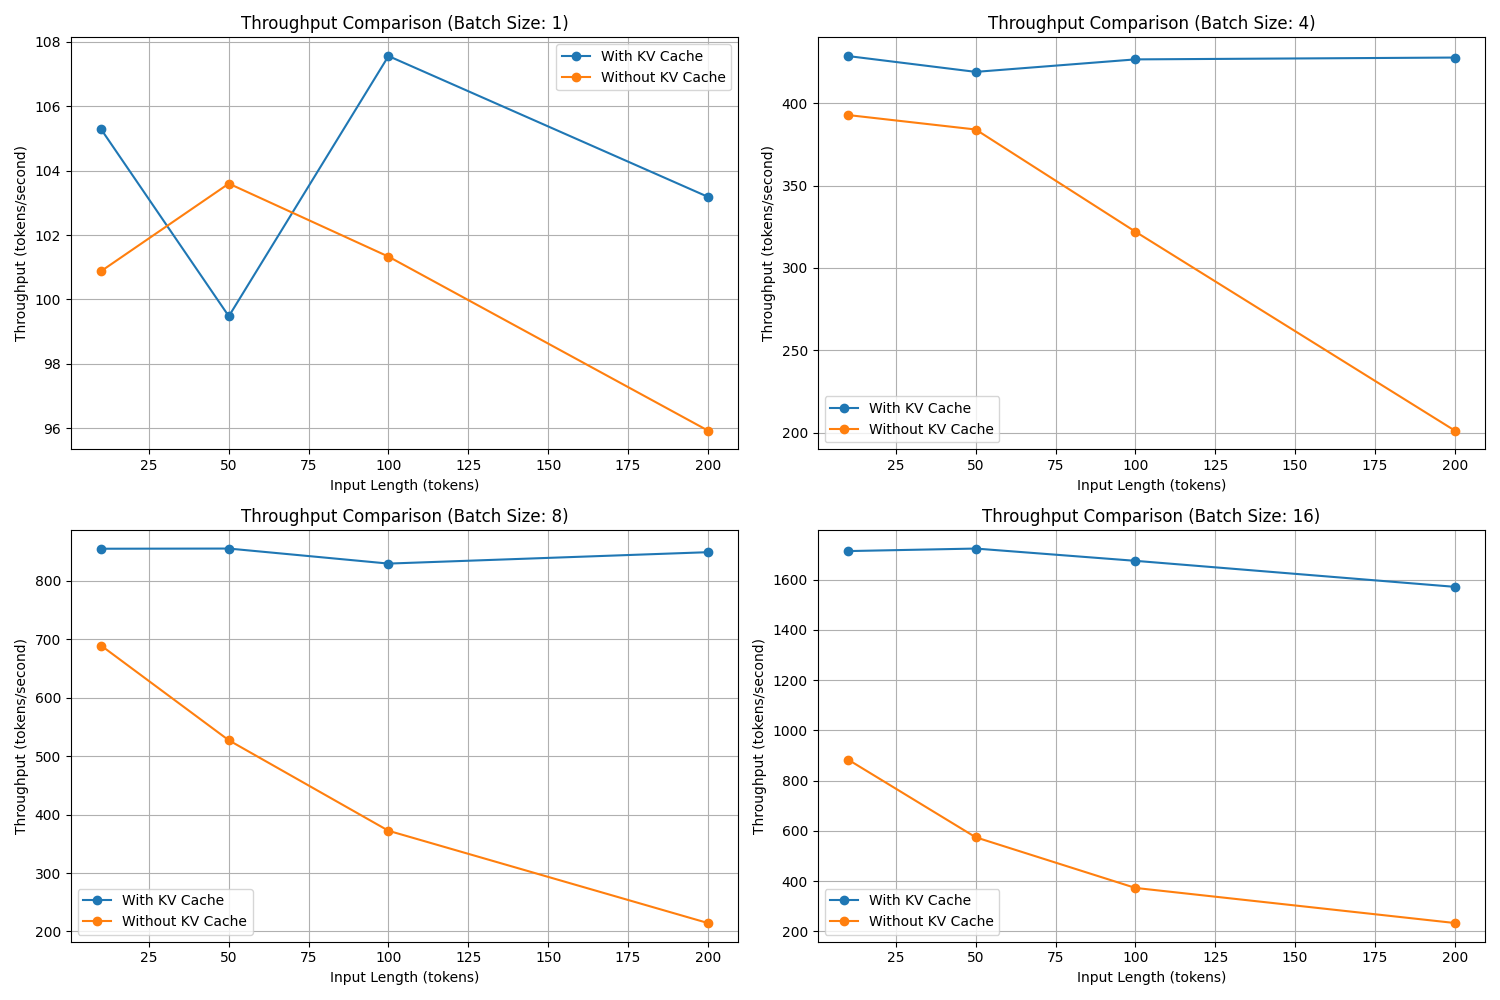 Throughput Comparison (Batch Size: 1)
Throughput (tokens/second)
108
106
104
102
100
98
96
With KV Cache
Without KV Cache
25 50 75 100 125 150 175 200
Input Length (tokens)
Throughput Comparison (Batch Size: 4)
Throughput (tokens/second)
400
350
300
250
200
With KV Cache
Without KV Cache
25 50 75 100 125 150 175 200
Input Length (tokens)
Throughput Comparison (Batch Size: 8)
Throughput (tokens/second)
800
700
600
500
400
300
200
With KV Cache
Without KV Cache
25 50 75 100 125 150 175 200
Input Length (tokens)
Throughput Comparison (Batch Size: 16)
Throughput (tokens/second)
1600
1400
1200
1000
800
600
400
200
With KV Cache
Without KV Cache
25 50 75 100 125 150 175 200
Input Length (tokens)